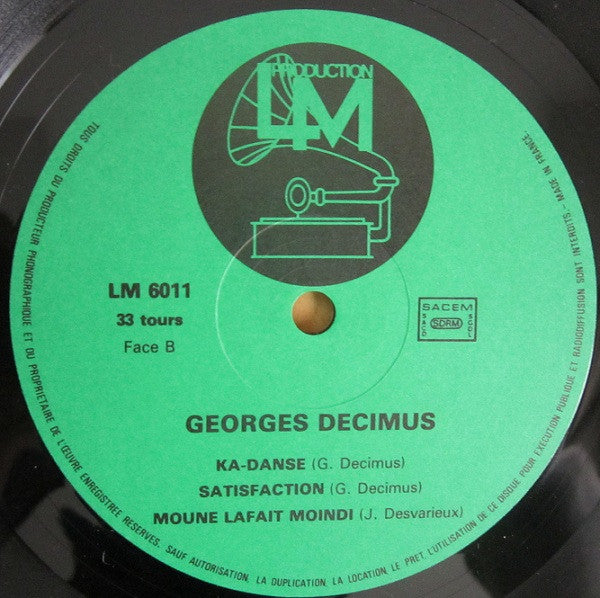 PRODUCTION
LM
LM 6011
33 tours
Face B
SACEM
SACD
SDRM
SGDL
GEORGES DECIMUS
KA-DANSE (G. Decimus)
SATISFACTION (G. Decimus)
MOUNE LAFAIT MOINDI (J. Desvarieux)
TOUS DROITS DU PRODUCTEUR PHONOGRAPHIQUE ET DU PROPRIETAIRE DE L'ŒUVRE ENREGISTREE RESERVES. SAUF AUTORISATION, LA DUPLICATION, LA LOCATION, LE PRET, L'UTILISATION DE CE DISQUE POUR EXECUTION PUBLIQUE ET RADIODIFFUSION SONT INTERDITS - MADE IN FRANCE.